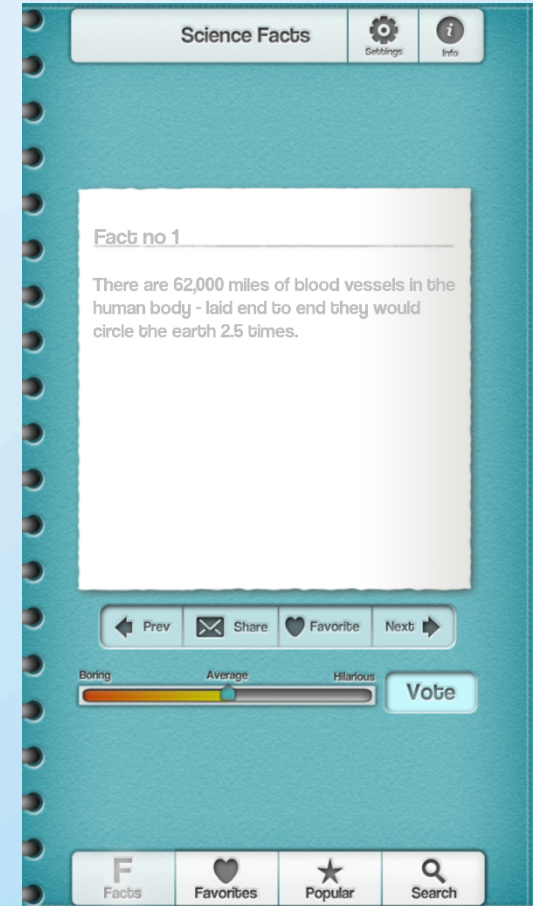 Science Facts
Settings
Info
Fact no 1
There are 62,000 miles of blood vessels in the
human body - laid end to end they would
circle the earth 2.5 times.
Prev
Share
Favorite
Next
Boring
Average
Hilarious
Vote
F
Facts
Favorites
Popular
Search